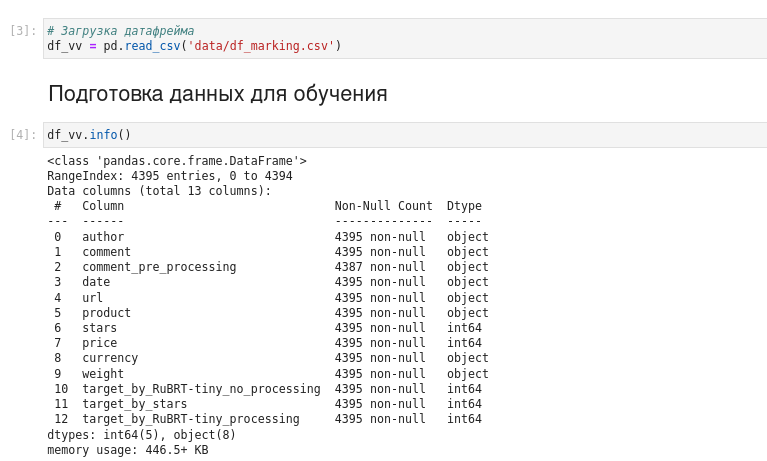 [3]: # Загрузка датафрейма
df_vv = pd.read_csv('data/df_marking.csv')
Подготовка данных для обучения
[4]: df_vv.info()
<class 'pandas.core.frame.DataFrame'>
RangeIndex: 4395 entries, 0 to 4394
Data columns (total 13 columns):
 #   Column                              Non-Null Count  Dtype
---  ------                              --------------  -----
 0   author                              4395 non-null   object
 1   comment                             4395 non-null   object
 2   comment_pre_processing              4387 non-null   object
 3   date                                4395 non-null   object
 4   url                                 4395 non-null   object
 5   product                             4395 non-null   object
 6   stars                               4395 non-null   int64
 7   price                               4395 non-null   int64
 8   currency                            4395 non-null   object
 9   weight                              4395 non-null   object
 10  target_by_RuBRT-tiny_no_processing  4395 non-null   int64
 11  target_by_stars                     4395 non-null   int64
 12  target_by_RuBRT-tiny_processing     4395 non-null   int64
dtypes: int64(5), object(8)
memory usage: 446.5+ KB